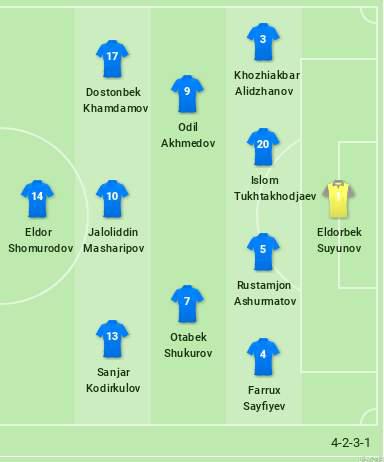 3
Khozhiakbar
Alidzhanov
17
Dostonbek
Khamdamov
9
Odil
Akhmedov
20
Islom
Tukhtakhodjaev
14
Eldor
Shomurodov
10
Jaloliddin
Masharipov
1
Eldorbek
Suyunov
5
Rustamjon
Ashurmatov
7
Otabek
Shukurov
13
Sanjar
Kodirkulov
4
Farrux
Sayfiyev
4-2-3-1